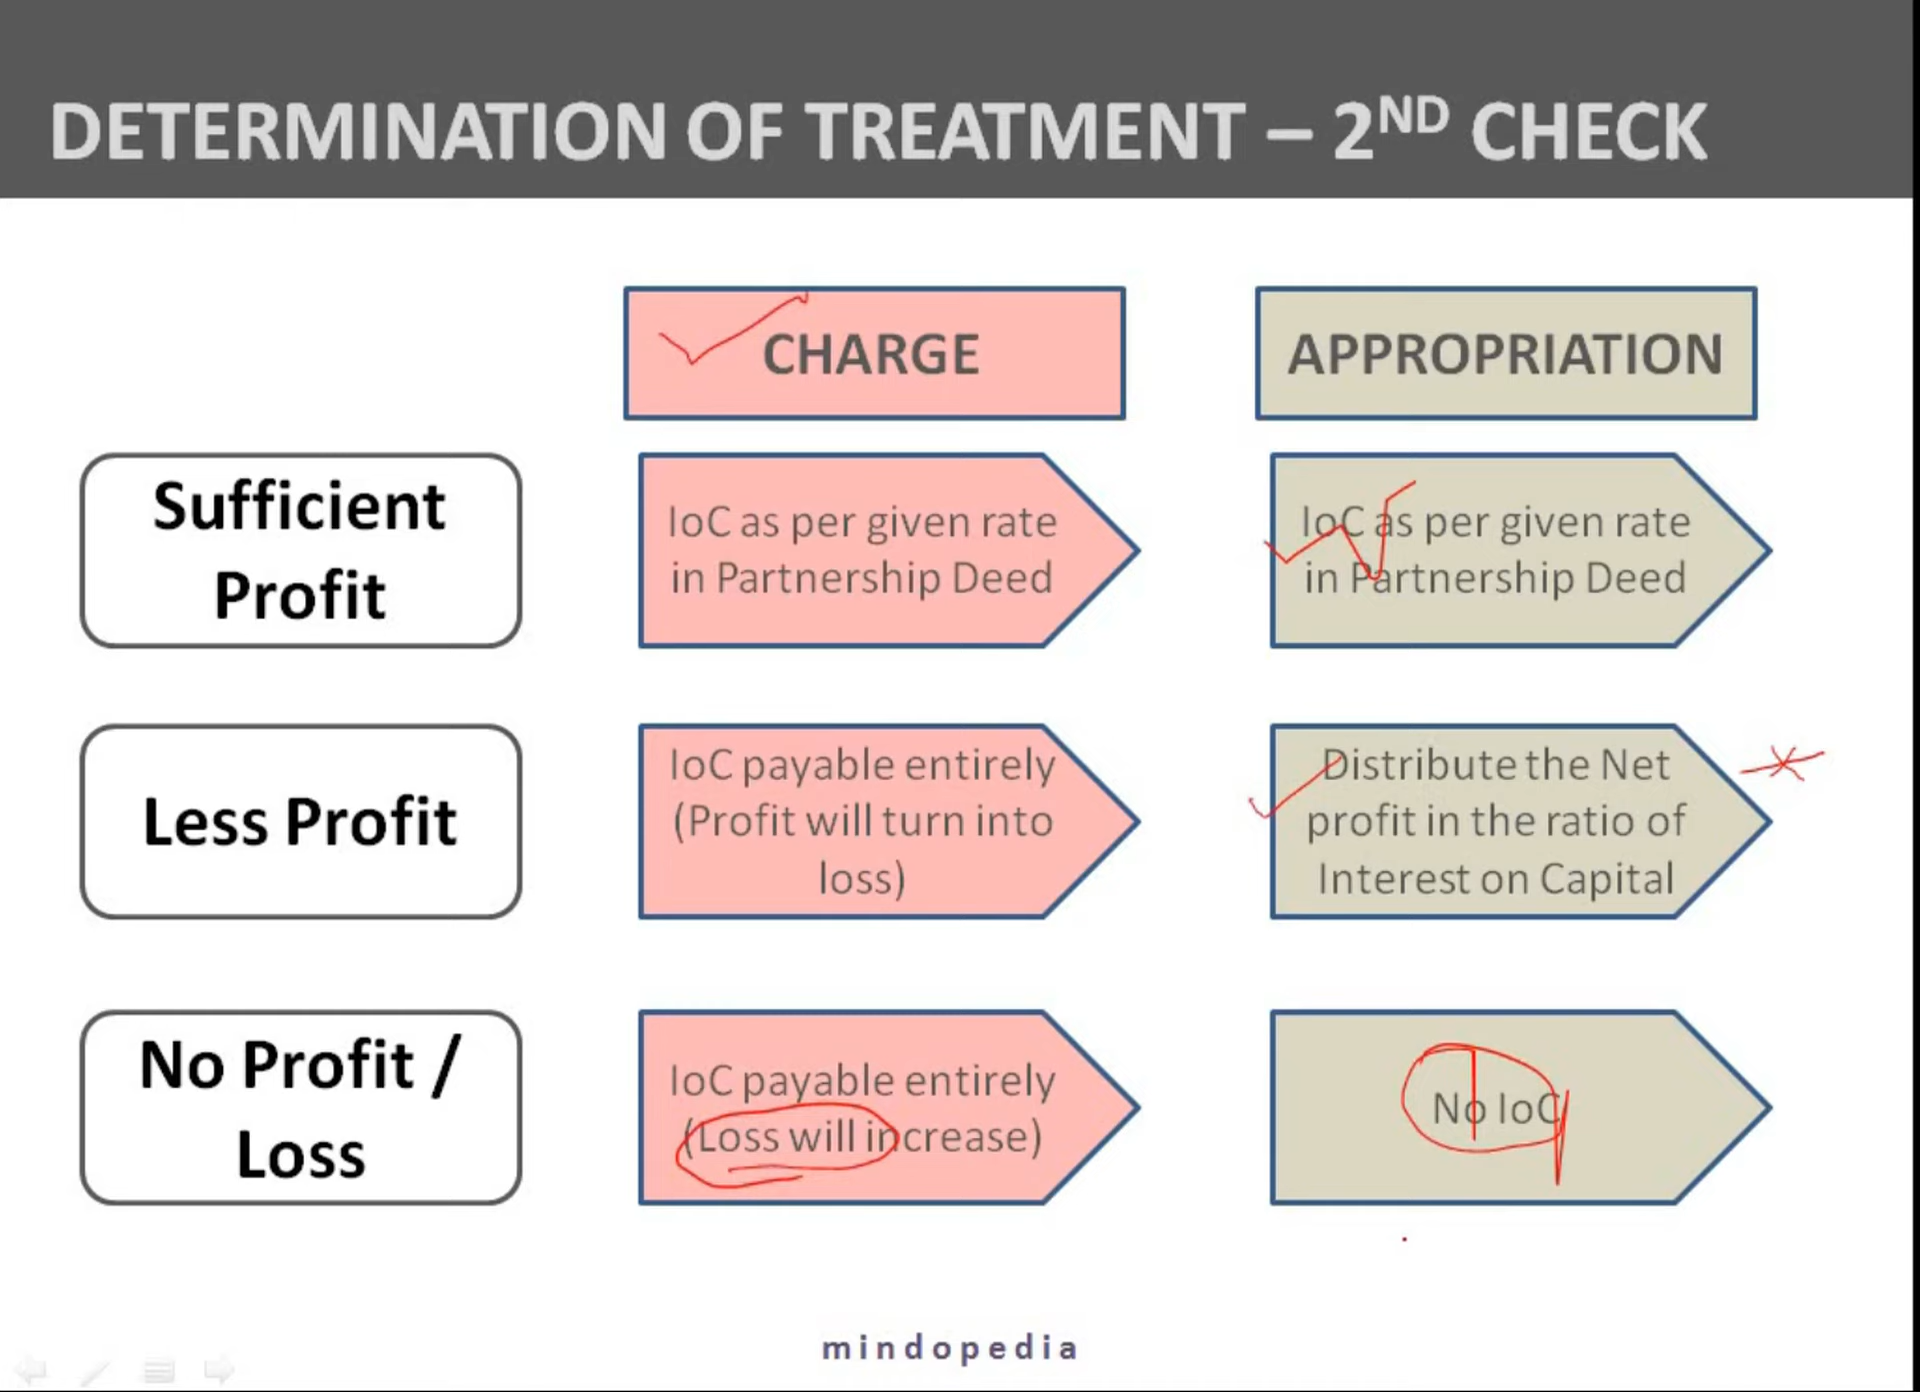 DETERMINATION OF TREATMENT – 2ND CHECK
CHARGE
APPROPRIATION
Sufficient
Profit
IoC as per given rate
in Partnership Deed
IoC as per given rate
in Partnership Deed
Less Profit
IoC payable entirely
(Profit will turn into
loss)
Distribute the Net
profit in the ratio of
Interest on Capital
No Profit /
Loss
IoC payable entirely
(Loss will increase)
No IoC
mindopedia